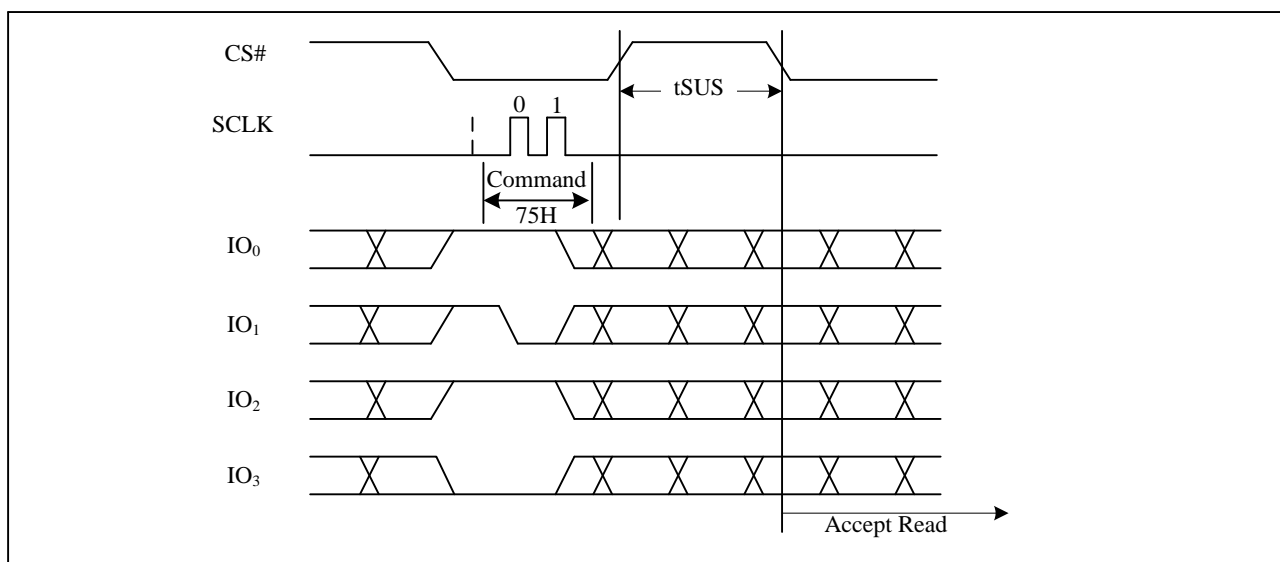 CS#
tSUS
0 1
SCLK
Command
75H
IO₀
IO₁
IO₂
IO₃
Accept Read